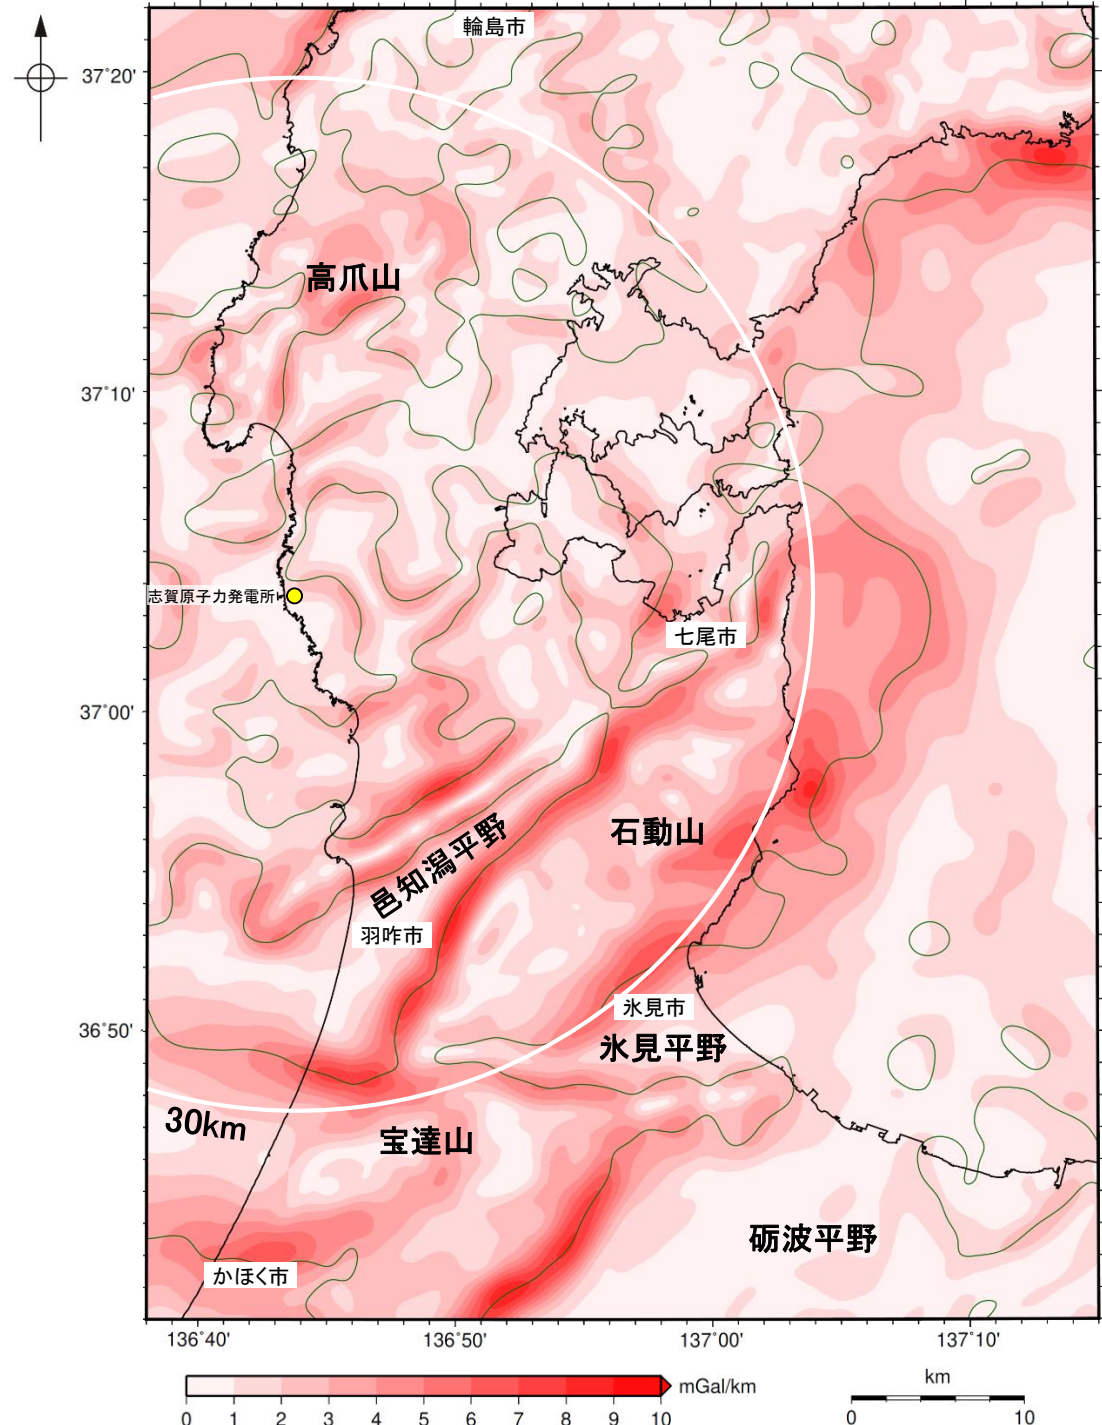 輪島市
37°20'
高爪山
37°10'
志賀原子力発電所
七尾市
37°00'
石動山
邑知潟平野
羽咋市
氷見市
36°50'
氷見平野
30km
宝達山
砺波平野
かほく市
136°40' 136°50' 137°00' 137°10'
km
mGal/km
0 1 2 3 4 5 6 7 8 9 10
0 10